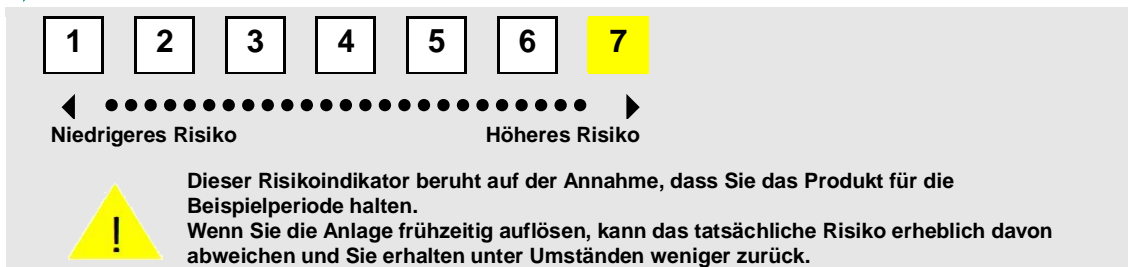 1 2 3 4 5 6 7
Niedrigeres Risiko Höheres Risiko
Dieser Risikoindikator beruht auf der Annahme, dass Sie das Produkt für die
Beispielperiode halten.
! Wenn Sie die Anlage frühzeitig auflösen, kann das tatsächliche Risiko erheblich davon
abweichen und Sie erhalten unter Umständen weniger zurück.